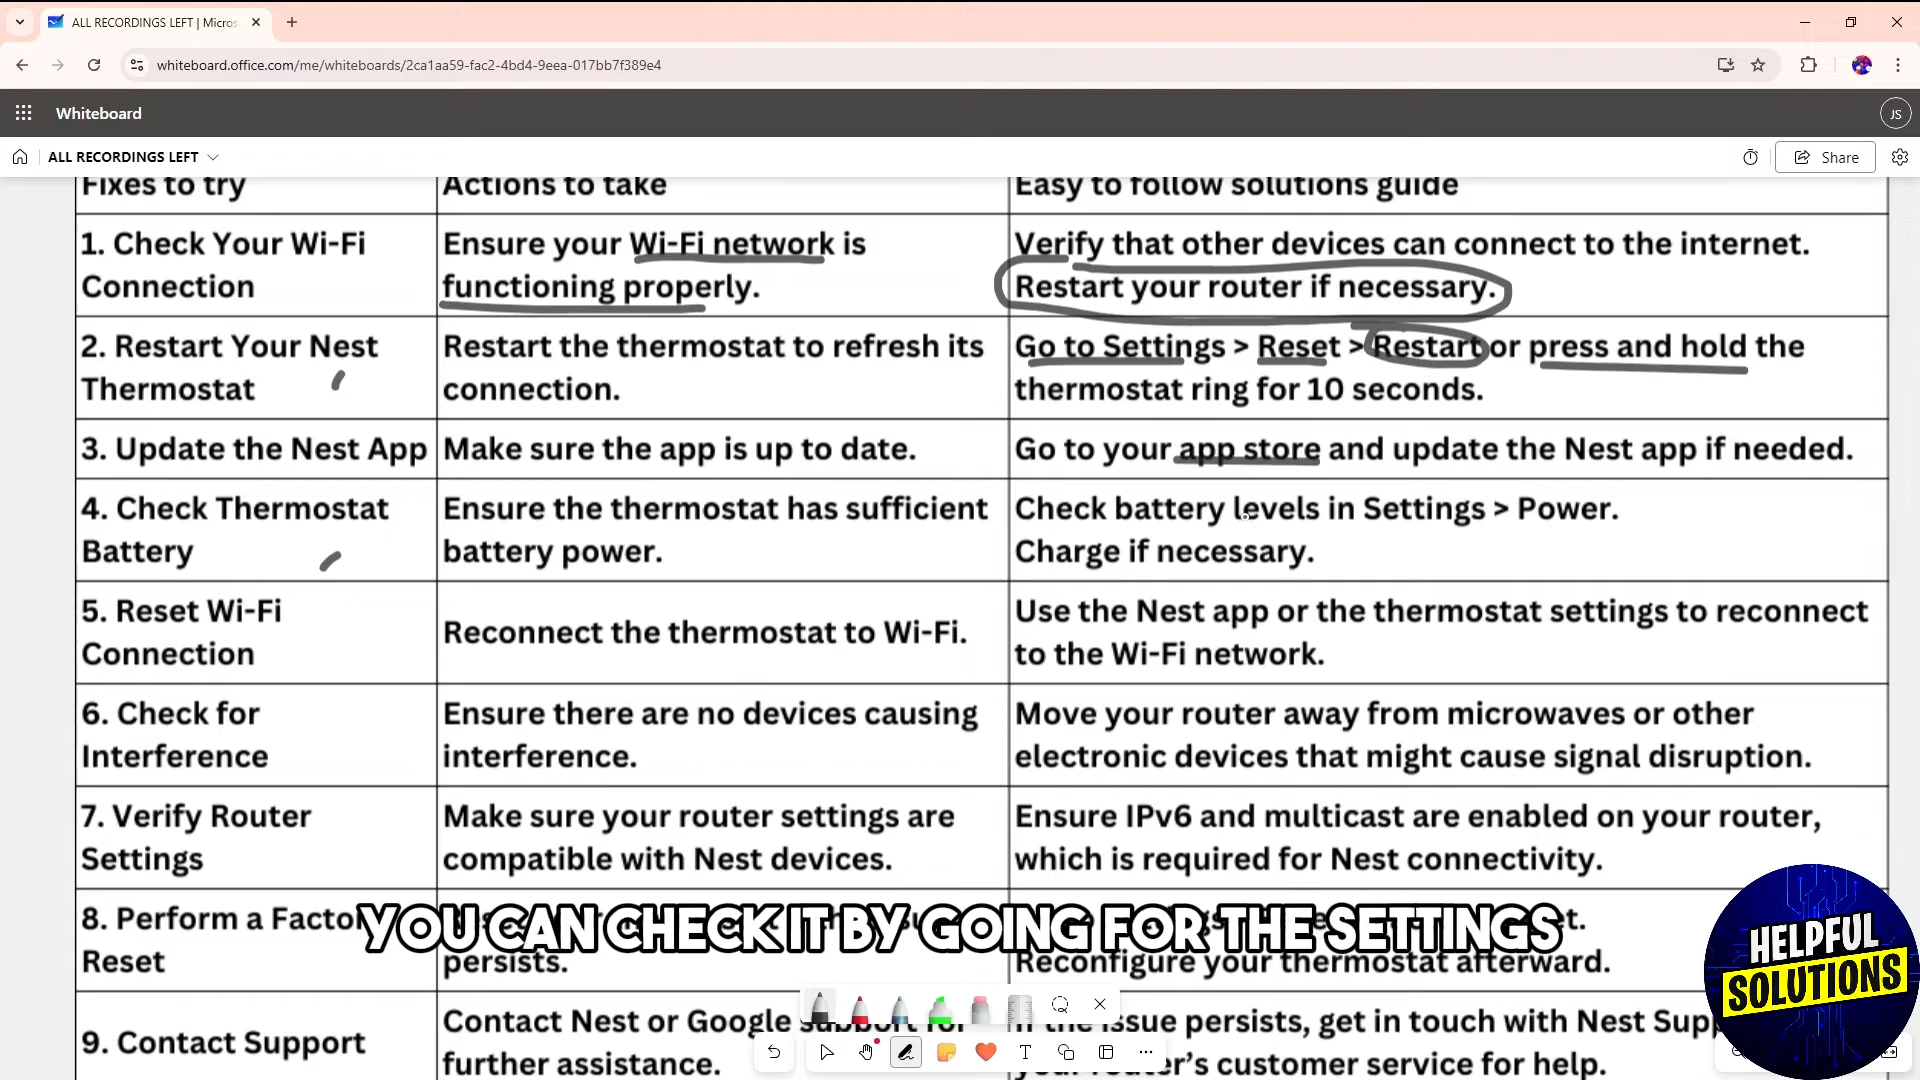 ALL RECORDINGS LEFT | Micros
whiteboard.office.com/me/whiteboards/2ca1aa59-fac2-4bd4-9eea-017bb7f389e4
Whiteboard
JS
ALL RECORDINGS LEFT
Share
Fixes to try
Actions to take
Easy to follow solutions guide
1. Check Your Wi-Fi
Connection
Ensure your Wi-Fi network is
functioning properly.
Verify that other devices can connect to the internet.
Restart your router if necessary.
2. Restart Your Nest
Thermostat
Restart the thermostat to refresh its
connection.
Go to Settings > Reset > Restart or press and hold the
thermostat ring for 10 seconds.
3. Update the Nest App
Make sure the app is up to date.
Go to your app store and update the Nest app if needed.
4. Check Thermostat
Battery
Ensure the thermostat has sufficient
battery power.
Check battery levels in Settings > Power.
Charge if necessary.
5. Reset Wi-Fi
Connection
Reconnect the thermostat to Wi-Fi.
Use the Nest app or the thermostat settings to reconnect
to the Wi-Fi network.
6. Check for
Interference
Ensure there are no devices causing
interference.
Move your router away from microwaves or other
electronic devices that might cause signal disruption.
7. Verify Router
Settings
Make sure your router settings are
compatible with Nest devices.
Ensure IPv6 and multicast are enabled on your router,
which is required for Nest connectivity.
8. Perform a Factor
Reset
persists.
Reconfigure your thermostat afterward.
YOU CAN CHECK IT BY GOING FOR THE SETTINGS
9. Contact Support
Contact Nest or Google support for
further assistance.
issue persists, get in touch with Nest Supp
customer service for help.
HELPFUL
SOLUTIONS
T